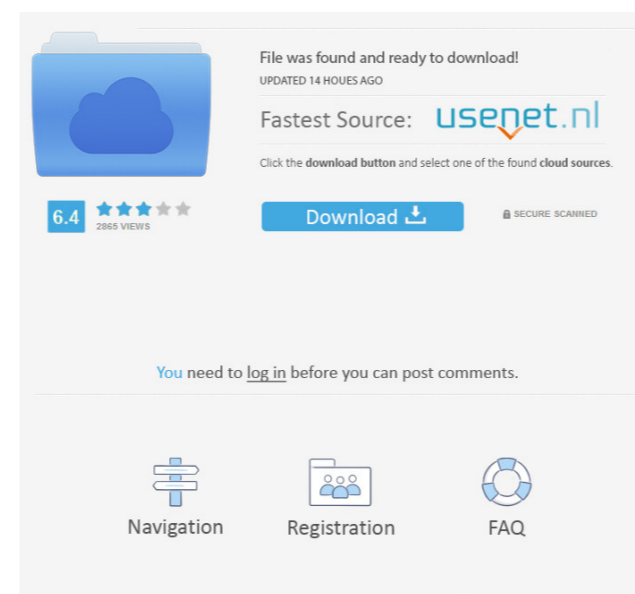 File was found and ready to download!
UPDATED 14 HOUES AGO
Fastest Source: usenet.nl
Click the download button and select one of the found cloud sources.
6.4
2865 VIEWS
Download
SECURE SCANNED
You need to log in before you can post comments.
Navigation
Registration
FAQ